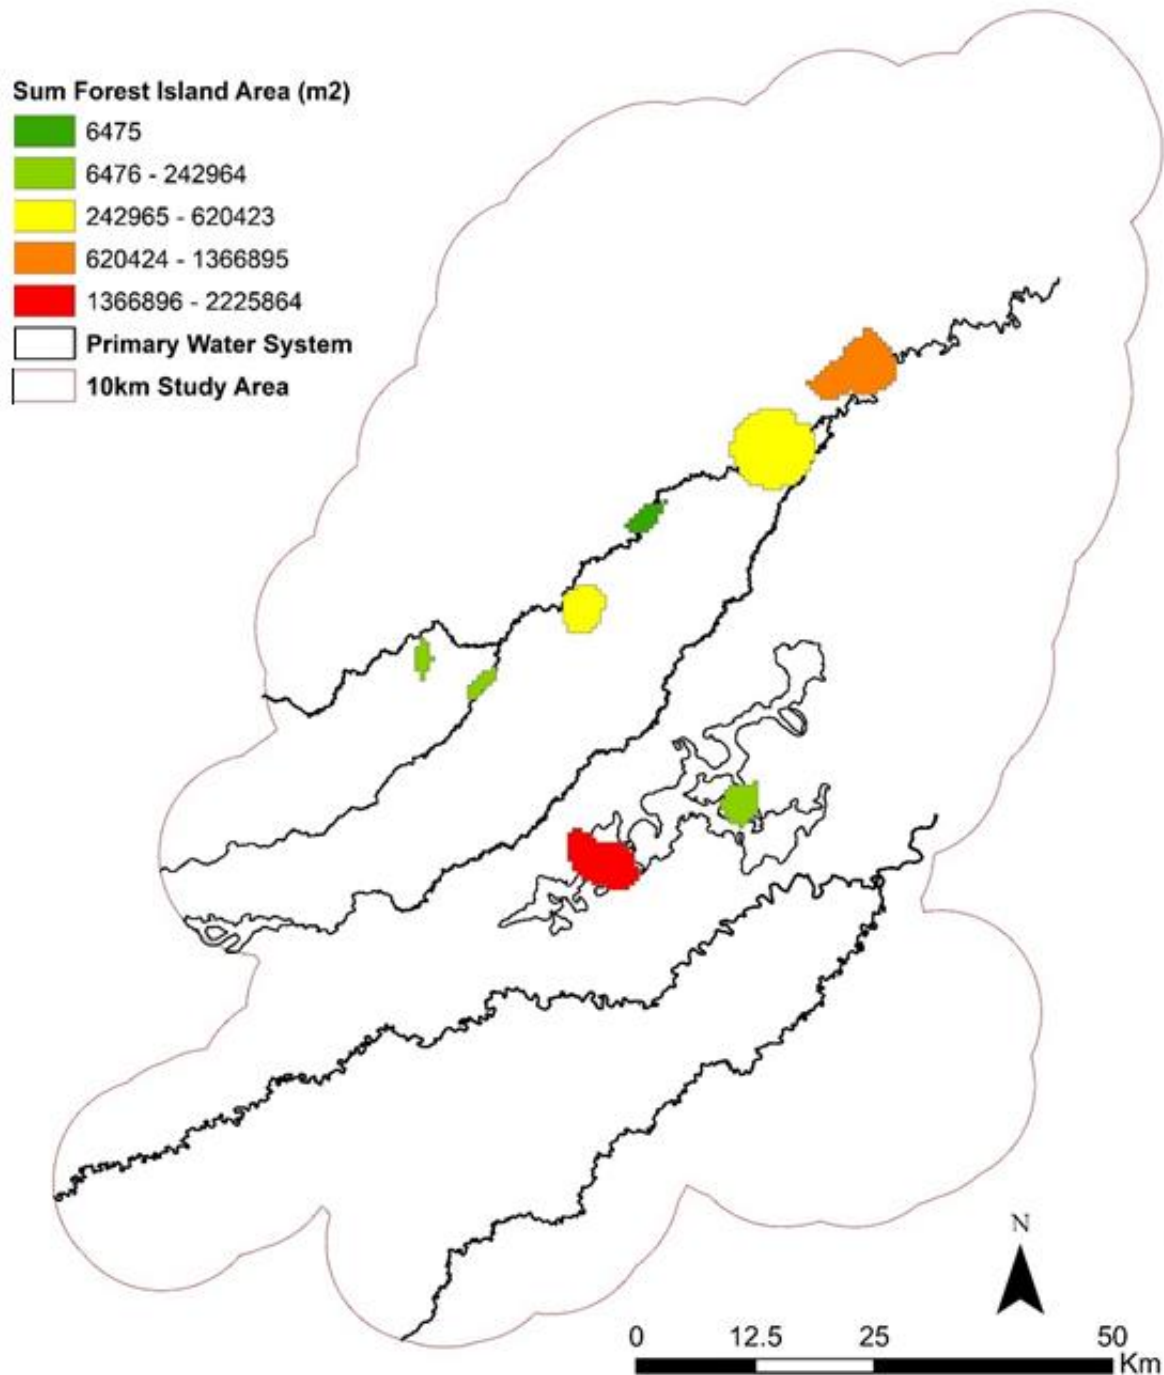 Sum Forest Island Area (m2)
6475
6476 - 242964
242965 - 620423
620424 - 1366895
1366896 - 2225864
Primary Water System
10km Study Area
N
0 12.5 25 50
Km